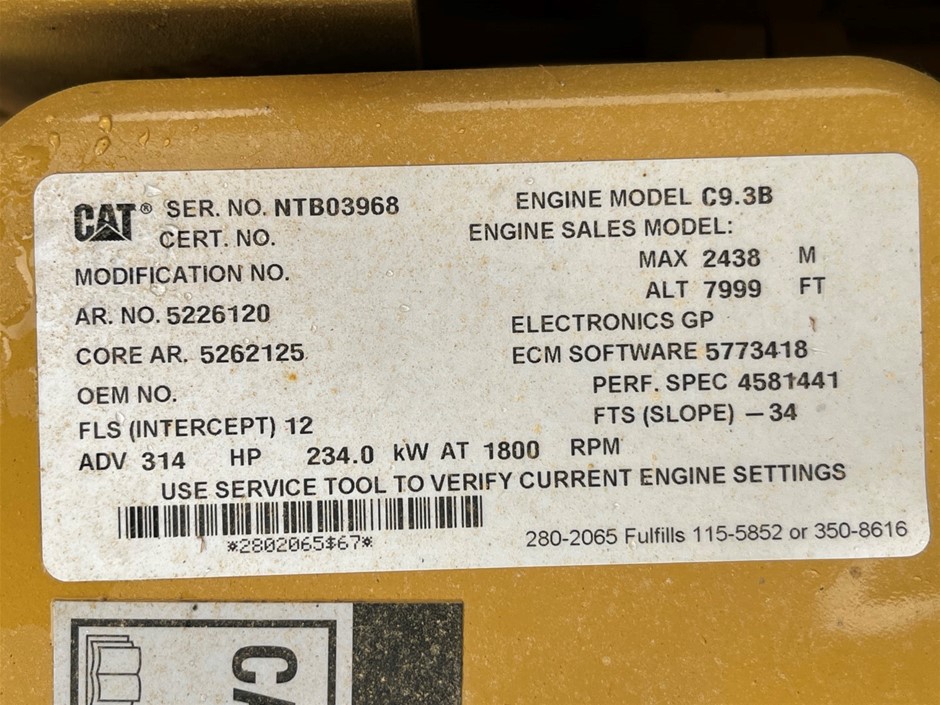 CAT® SER. NO. NTB03968 ENGINE MODEL C9.3B
CERT. NO. ENGINE SALES MODEL:
MODIFICATION NO. MAX 2438 M
ALT 7999 FT
AR. NO. 5226120 ELECTRONICS GP
CORE AR. 5262125 ECM SOFTWARE 5773418
OEM NO. PERF. SPEC 4581441
FLS (INTERCEPT) 12 FTS (SLOPE) -34
ADV 314 HP 234.0 kW AT 1800 RPM
USE SERVICE TOOL TO VERIFY CURRENT ENGINE SETTINGS
*2802065$67*
280-2065 Fulfills 115-5852 or 350-8616